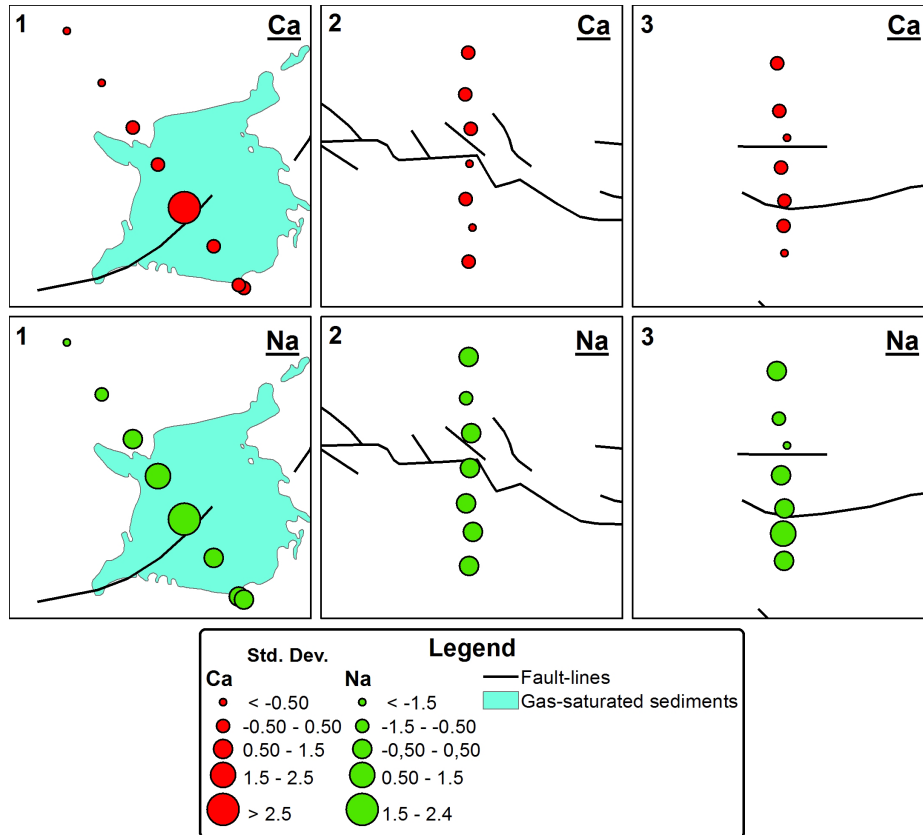 1 Ca
2 Ca
3 Ca
1 Na
2 Na
3 Na
Legend
Std. Dev.
Ca Na
< -0.50 < -1.5
-0.50 - 0.50 -1.5 - -0.50
0.50 - 1.5 -0,50 - 0,50
1.5 - 2.5 0.50 - 1.5
> 2.5 1.5 - 2.4
Fault-lines
Gas-saturated sediments